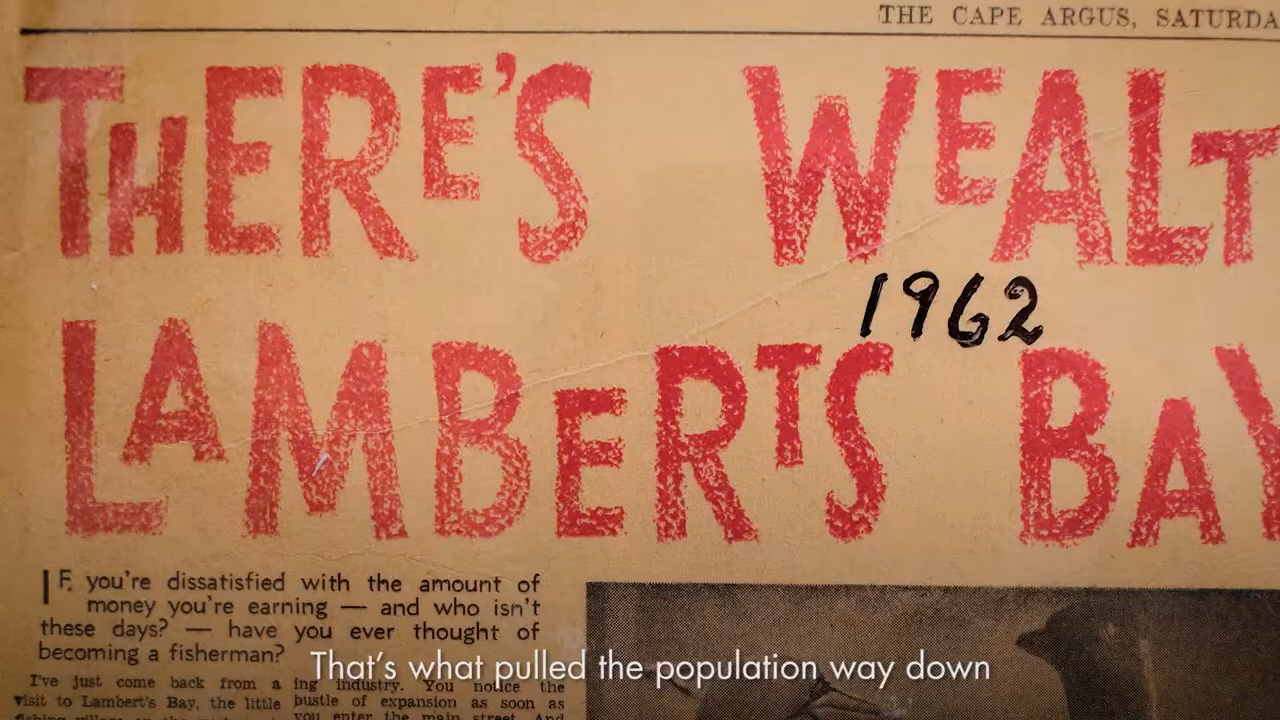 THE CAPE ARGUS, SATURDA
THERE'S WEALT
1962
LAMBERTS BAY
IF you're dissatisfied with the amount of
money you're earning — and who isn't
these days? — have you ever thought of
becoming a fisherman?
I've just come back from a
visit to Lambert's Bay, the little
ing industry. You notice the
bustle of expansion as soon as
you enter the main street. And
That's what pulled the population way down